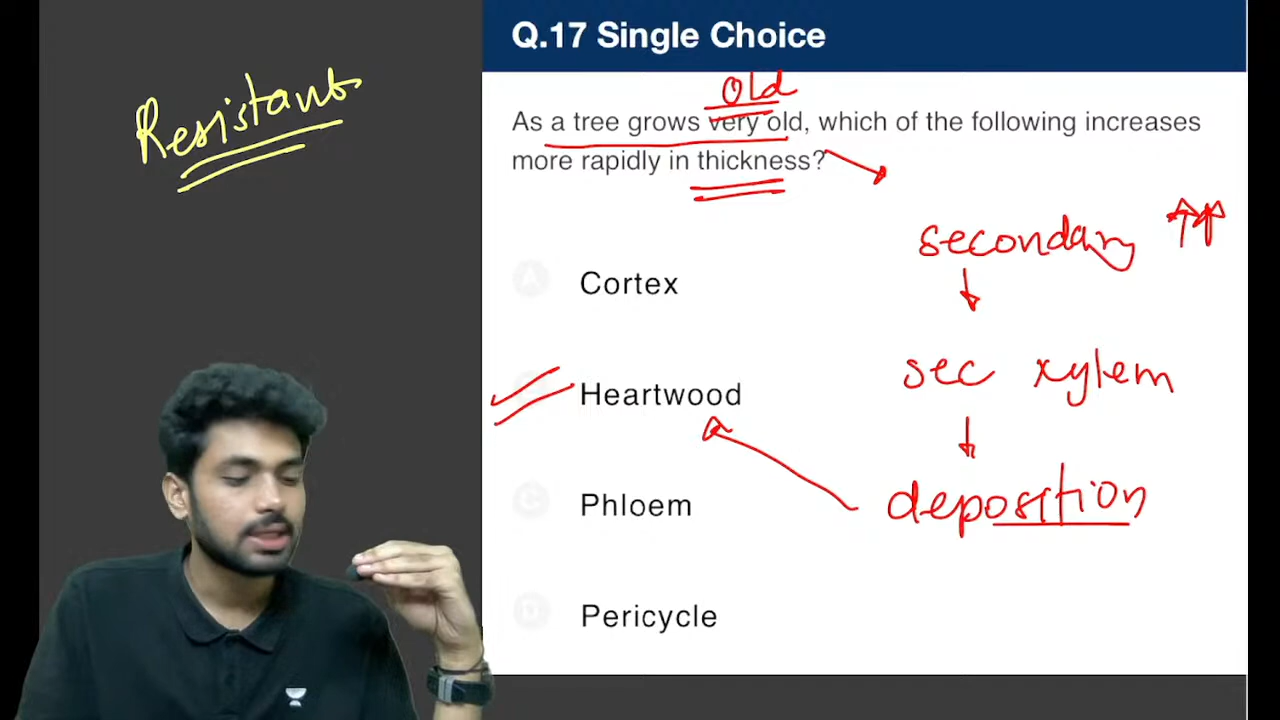 Resistant
Q.17 Single Choice
old
As a tree grows very old, which of the following increases
more rapidly in thickness?
secondary
A
Cortex
sec xylem
Heartwood
deposition
C
Phloem
D
Pericycle